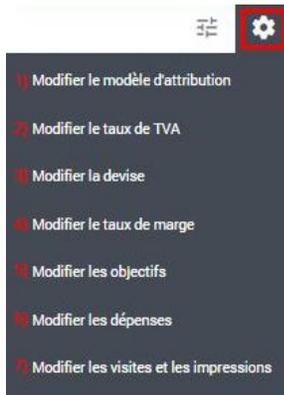 1) Modifier le modèle d'attribution
2) Modifier le taux de TVA
3) Modifier la devise
4) Modifier le taux de marge
5) Modifier les objectifs
6) Modifier les dépenses
7) Modifier les visites et les impressions